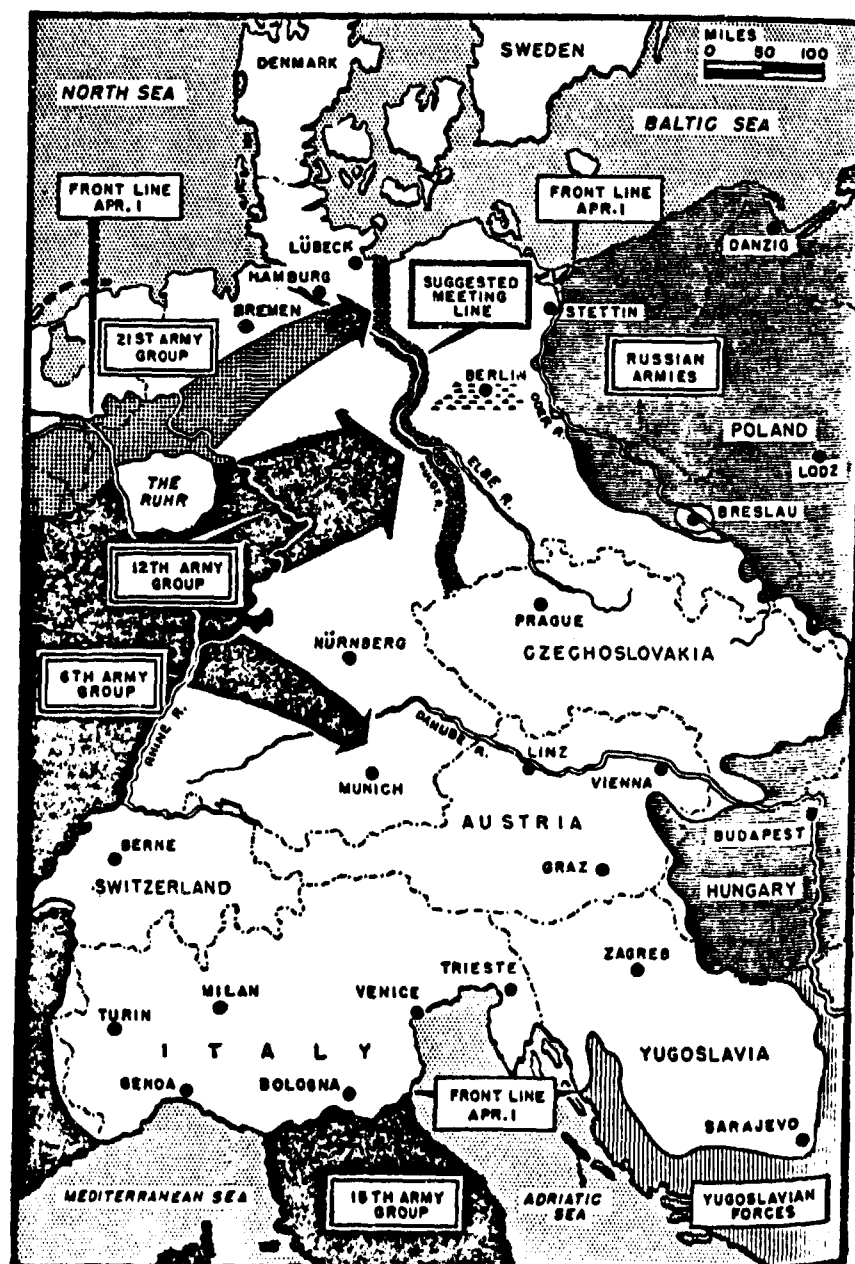 MILES
0 50 100
SWEDEN
DENMARK
NORTH SEA
BALTIC SEA
FRONT LINE
APR. 1
FRONT LINE
APR. 1
DANZIG
LÜBECK
HAMBURG
SUGGESTED
MEETING
LINE
BREMEN
STETTIN
21ST ARMY
GROUP
RUSSIAN
ARMIES
BERLIN
ODER R.
POLAND
LODZ
THE
RUHR
ELBE R.
BRESLAU
12TH ARMY
GROUP
PRAGUE
NÜRNBERG
CZECHOSLOVAKIA
6TH ARMY
GROUP
RHINE R.
DANUBE R.
LINZ
MUNICH
VIENNA
AUSTRIA
BUDAPEST
BERNE
GRAZ
HUNGARY
SWITZERLAND
ZAGREB
TRIESTE
MILAN
VENICE
TURIN
ITALY
YUGOSLAVIA
GENOA
BOLOGNA
FRONT LINE
APR. 1
SARAJEVO
MEDITERRANEAN SEA
15TH ARMY
GROUP
ADRIATIC
SEA
YUGOSLAVIAN
FORCES